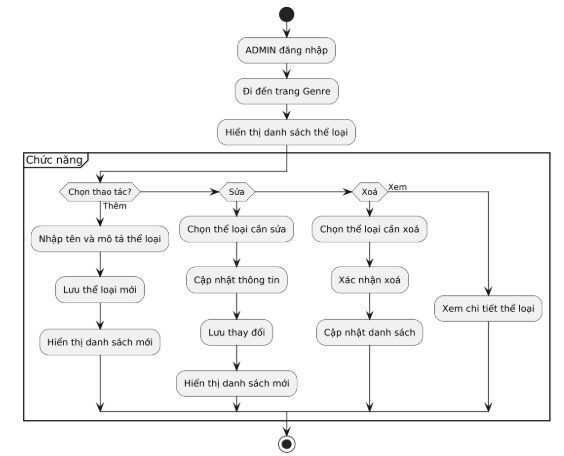 ADMIN đăng nhập
Đi đến trang Genre
Hiển thị danh sách thể loại
Chức năng
Chọn thao tác?
Thêm
Nhập tên và mô tả thể loại
Lưu thể loại mới
Hiển thị danh sách mới
Sửa
Chọn thể loại cần sửa
Cập nhật thông tin
Lưu thay đổi
Hiển thị danh sách mới
Xoá
Chọn thể loại cần xoá
Xác nhận xoá
Cập nhật danh sách
Xem
Xem chi tiết thể loại